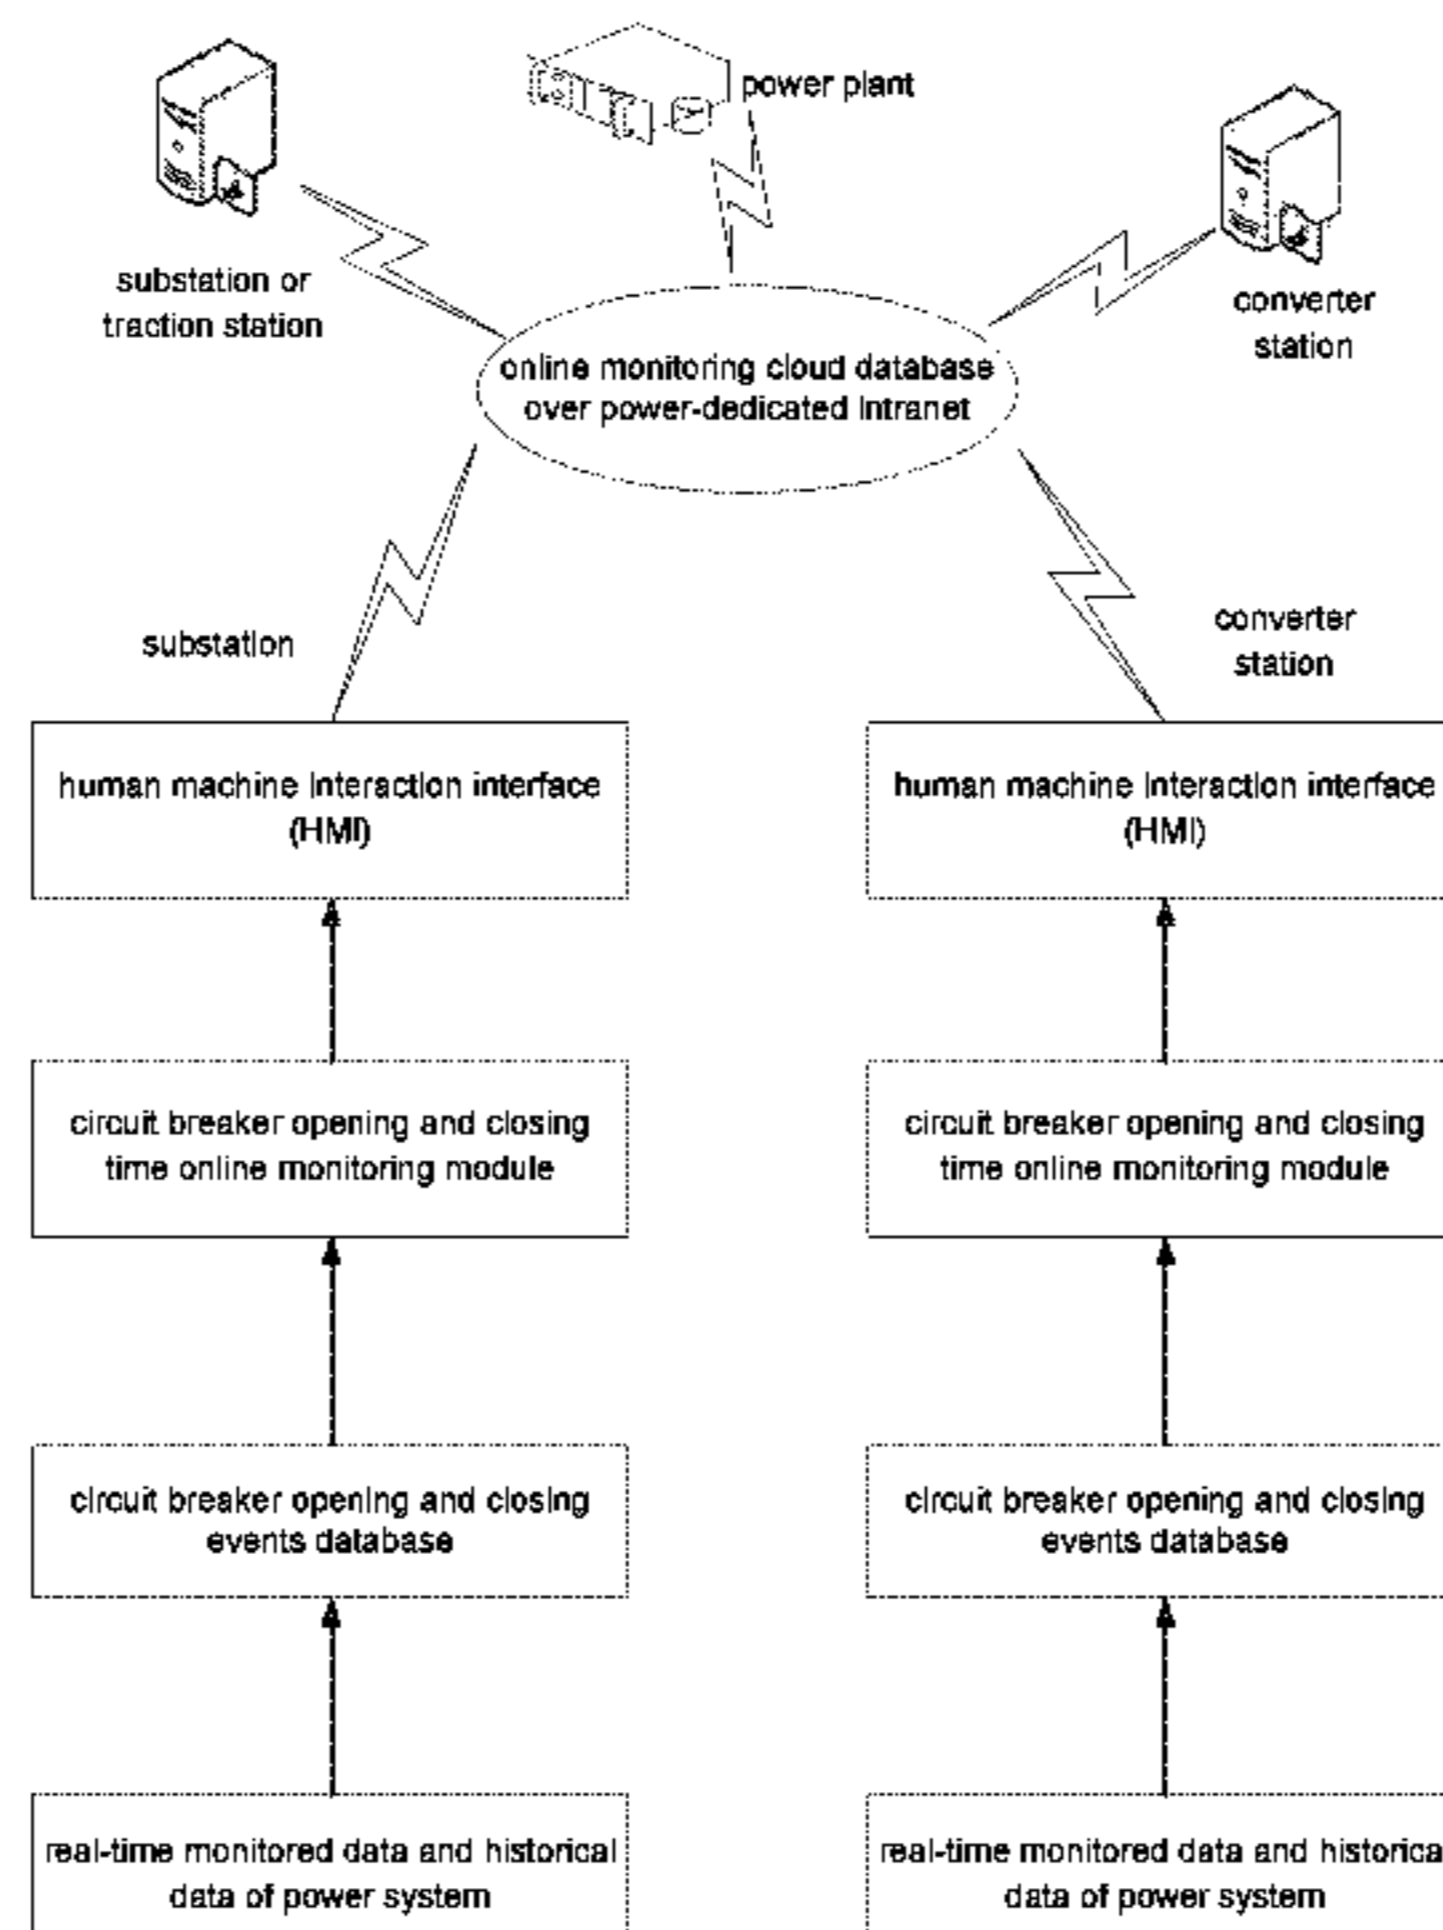 power plant
substation or
traction station
converter
station
online monitoring cloud database
over power-dedicated Intranet
substation
converter
station
human machine interaction interface
(HMI)
human machine interaction interface
(HMI)
circuit breaker opening and closing
time online monitoring module
circuit breaker opening and closing
time online monitoring module
circuit breaker opening and closing
events database
circuit breaker opening and closing
events database
real-time monitored data and historical
data of power system
real-time monitored data and historica
data of power system